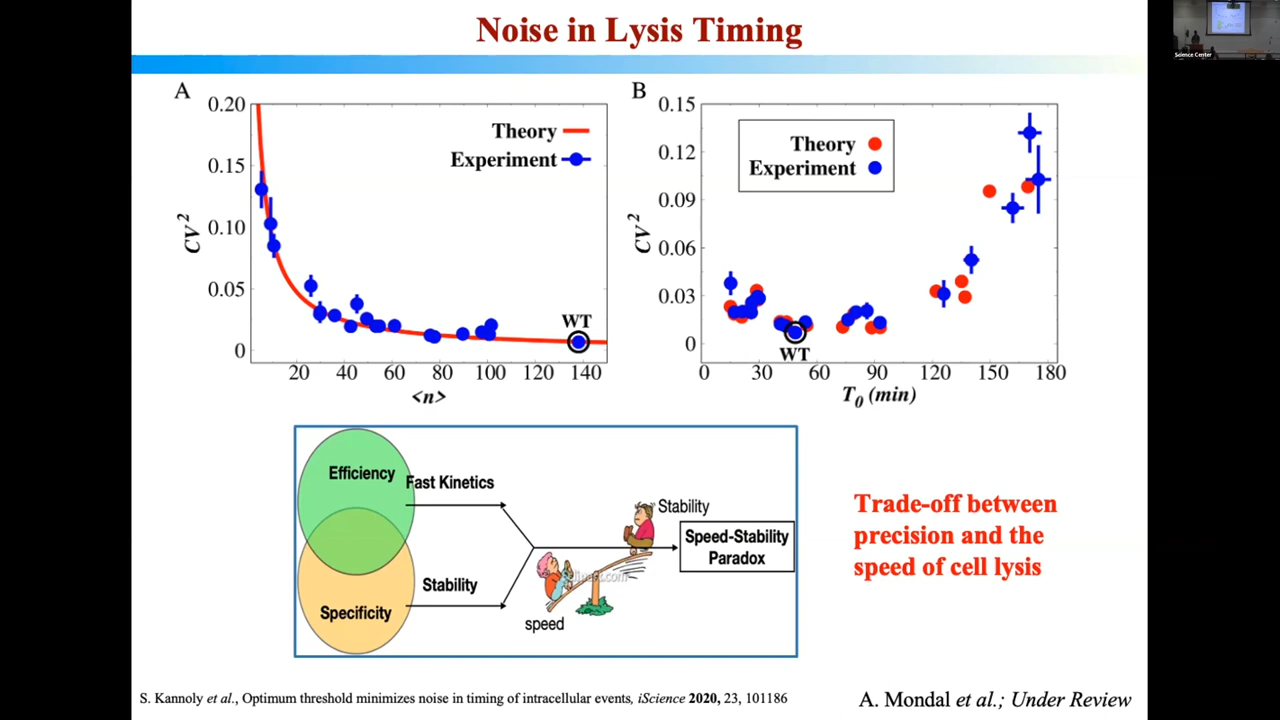 Noise in Lysis Timing
Science Center
A
0.20
0.15
0.10
0.05
0
CV²
Theory
Experiment
WT
20 40 60 80 100 120 140
<n>
B
0.15
0.12
0.09
0.06
0.03
0
CV²
Theory
Experiment
WT
0 30 60 90 120 150 180
T₀ (min)
Efficiency
Specificity
Fast Kinetics
Stability
Stability
speed
Speed-Stability
Paradox
Trade-off between
precision and the
speed of cell lysis
S. Kannoly et al., Optimum threshold minimizes noise in timing of intracellular events, iScience 2020, 23, 101186
A. Mondal et al.; Under Review